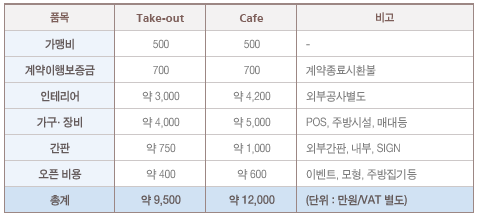 품목 Take-out Cafe 비고
가맹비 500 500 -
계약이행보증금 700 700 계약종료시환불
인테리어 약 3,000 약 4,200 외부공사별도
가구·장비 약 4,000 약 5,000 POS, 주방시설, 매대등
간판 약 750 약 1,000 외부간판, 내부, SIGN
오픈 비용 약 400 약 600 이벤트, 모형, 주방집기등
총계 약 9,500 약 12,000 (단위 : 만원/VAT 별도)